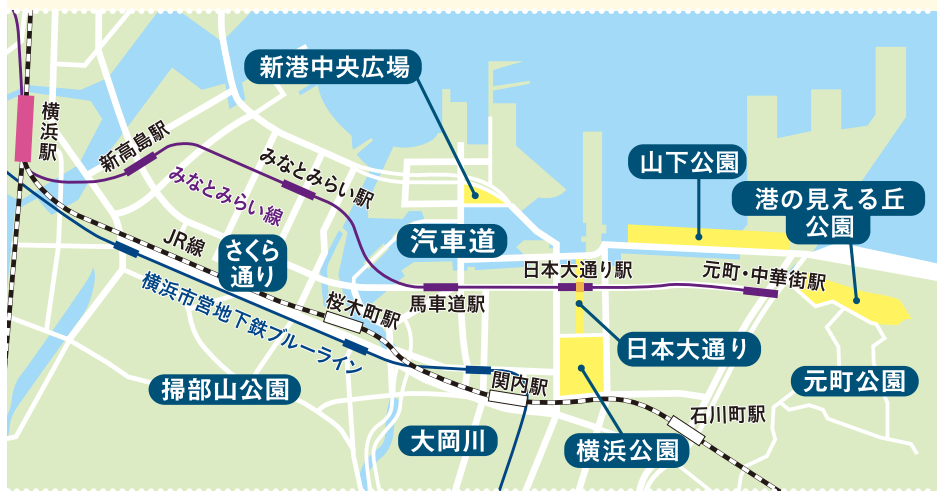 新港中央広場
横浜駅
新高島駅
みなとみらい駅
みなとみらい線
山下公園
港の見える丘
公園
JR線
さくら
通り
汽車道
日本大通り駅
元町・中華街駅
馬車道駅
桜木町駅
横浜市営地下鉄ブルーライン
日本大通り
掃部山公園
関内駅
元町公園
大岡川
横浜公園
石川町駅